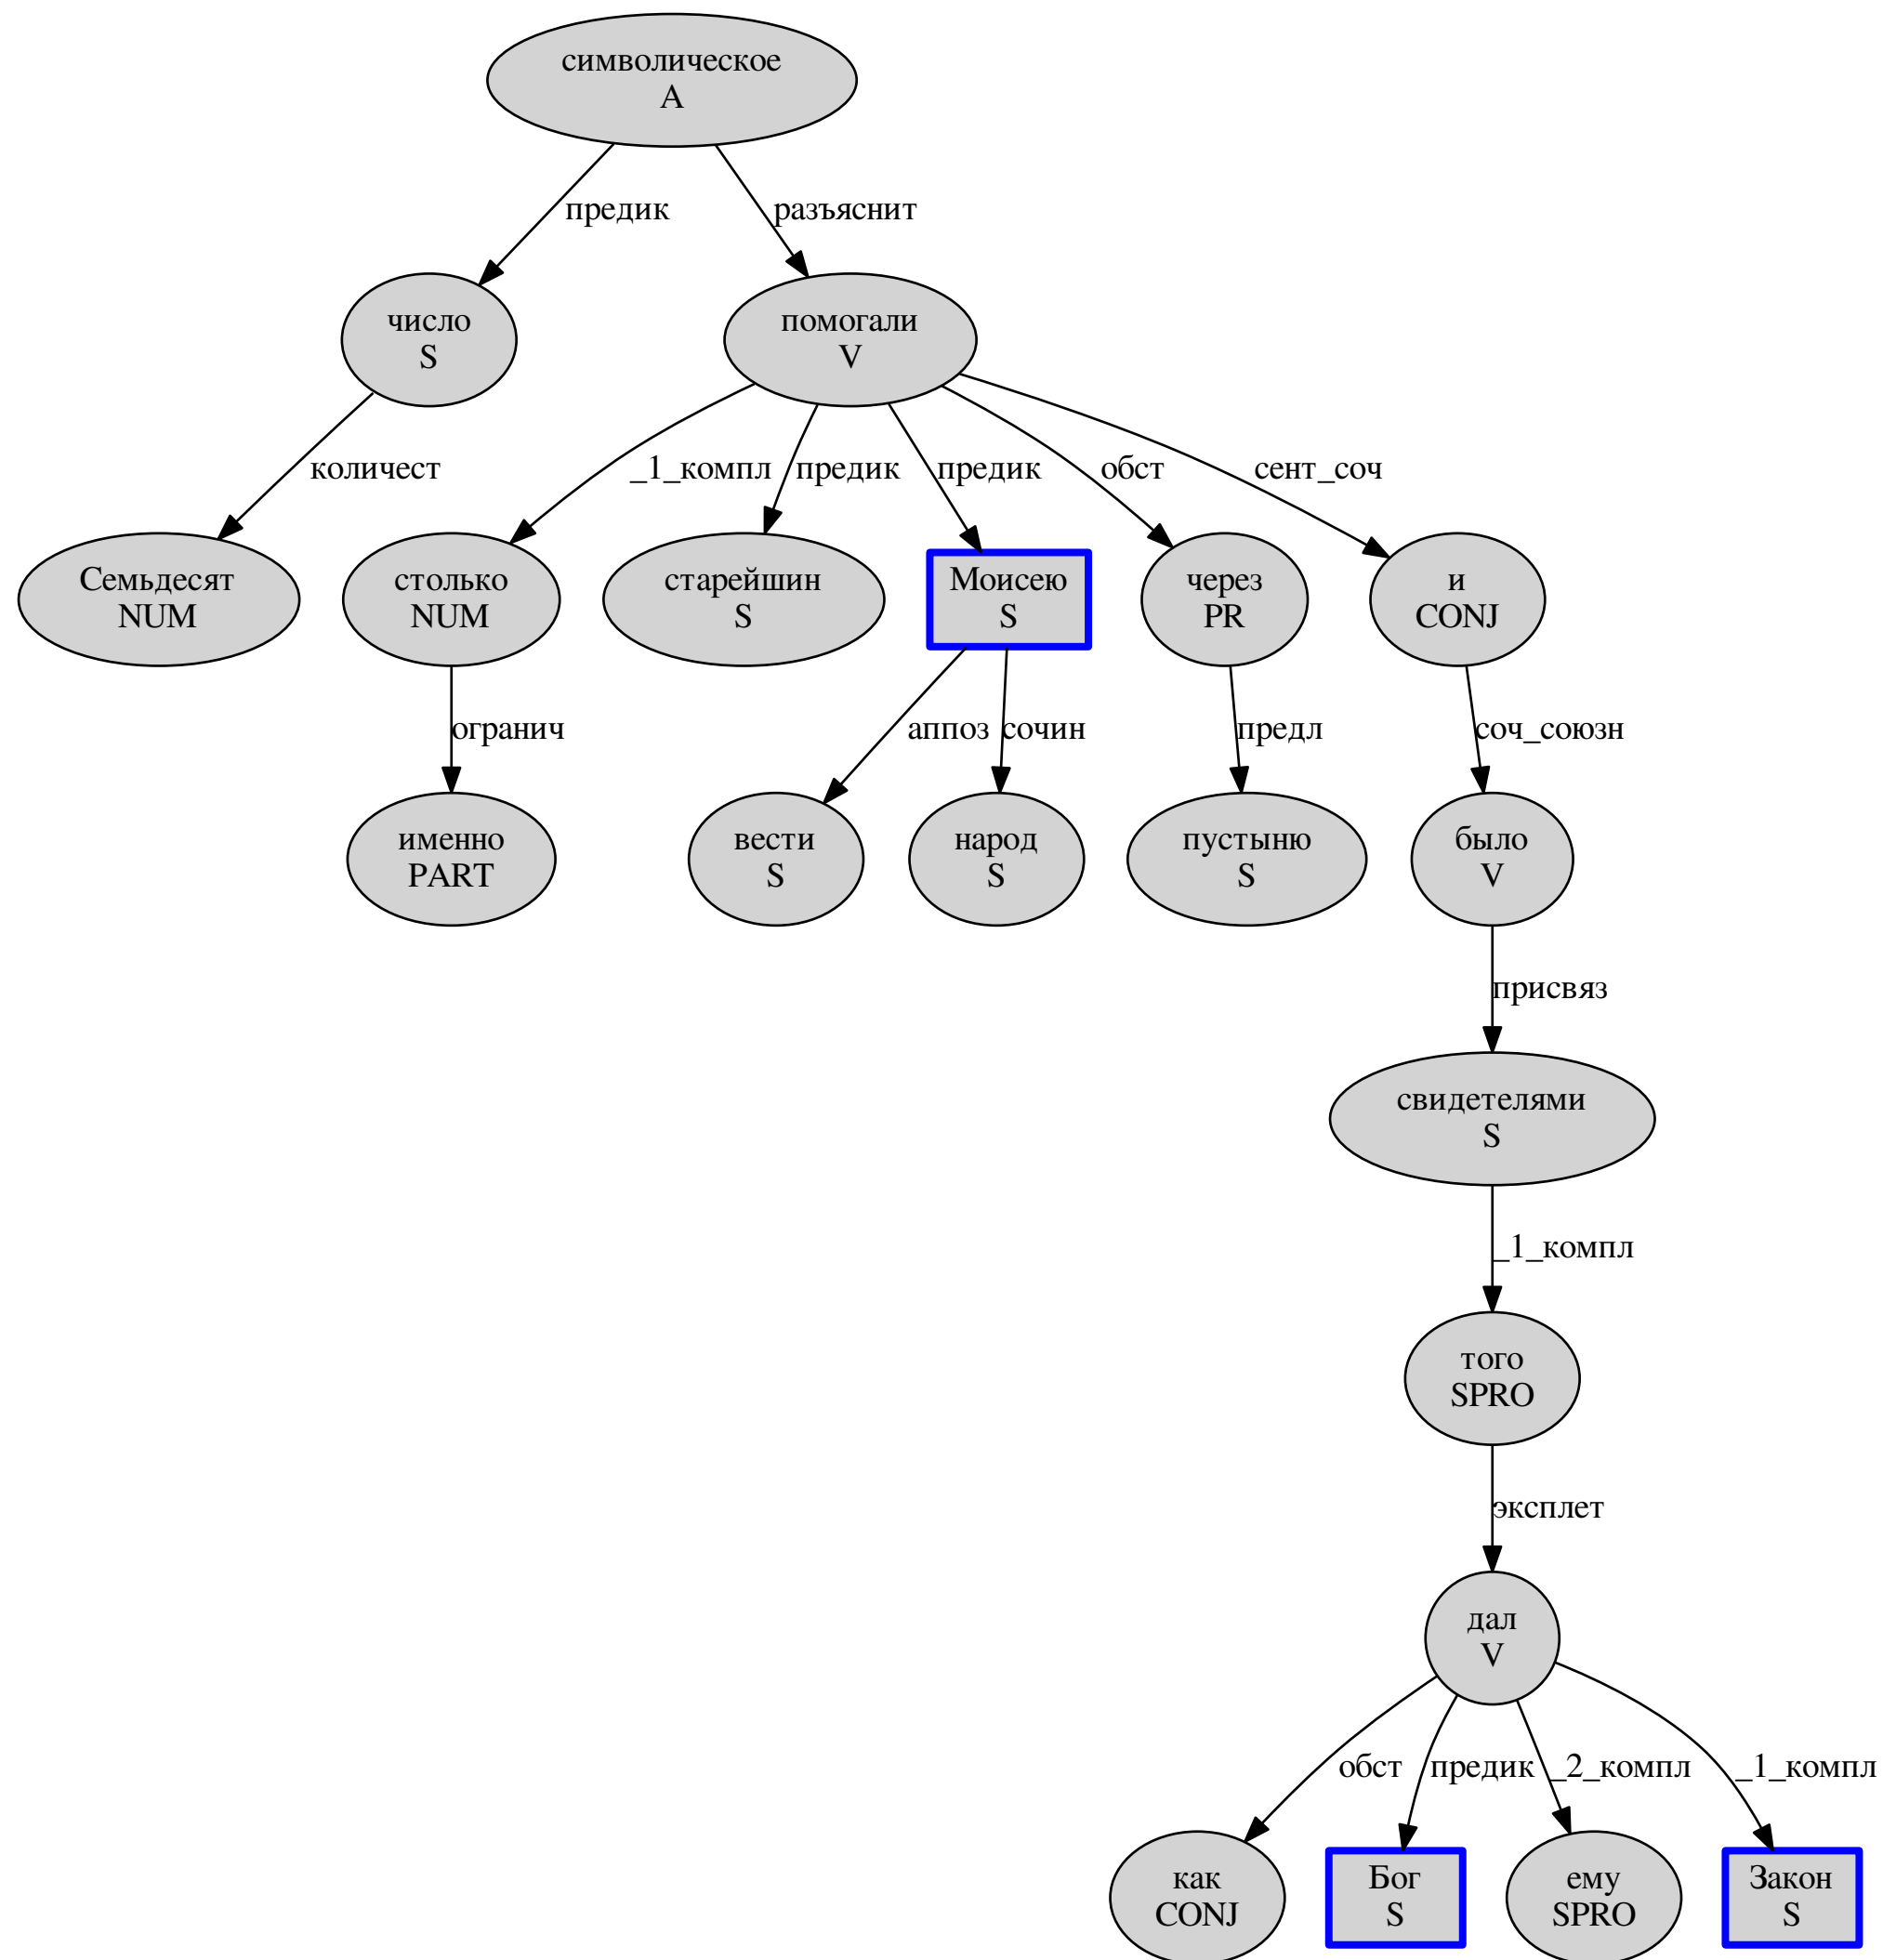 символическое
A
предик
разъяснит
число
S
помогали
V
количест
_1_компл
предик
предик
обст
сент_соч
Семьдесят
NUM
столько
NUM
старейшин
S
Моисею
S
через
PR
и
CONJ
огранич
аппоз
сочин
предл
соч_союзн
именно
PART
вести
S
народ
S
пустыню
S
было
V
присвяз
свидетелями
S
_1_компл
того
SPRO
эксплет
дал
V
обст
предик
_2_компл
_1_компл
как
CONJ
Бог
S
ему
SPRO
Закон
S